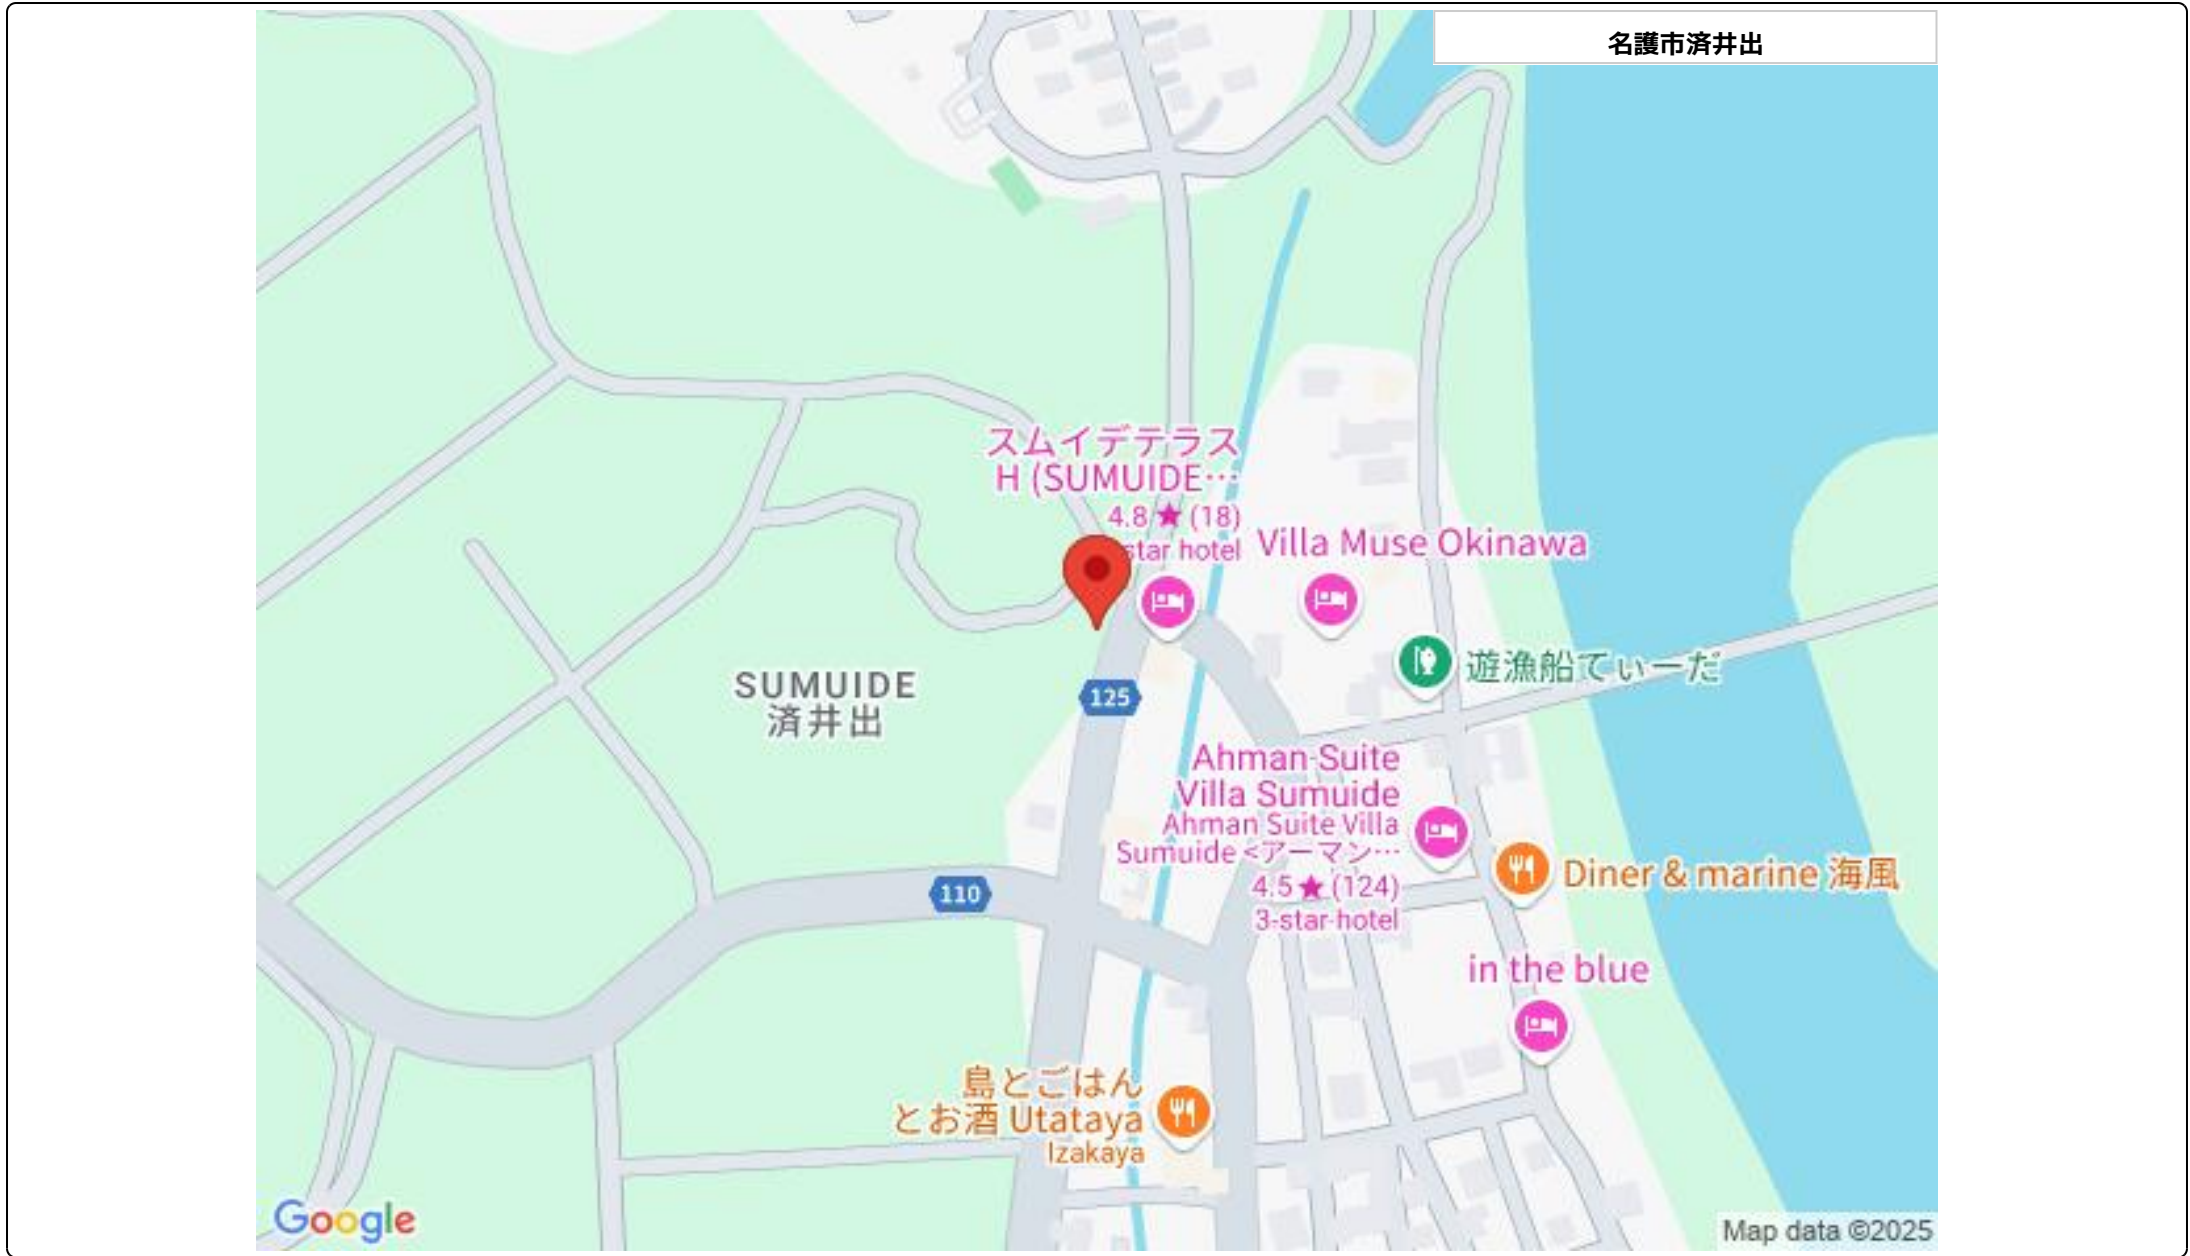 名護市済井出
スムイデテラス
H (SUMUIDE…
4.8 ★ (18)
star hotel
Villa Muse Okinawa
遊漁船てぃーだ
SUMUIDE
済井出
125
Ahman Suite
Villa Sumuide
Ahman Suite Villa
Sumuide <アーマン…
4.5 ★ (124)
3-star hotel
110
Diner & marine 海風
in the blue
島とごはん
とお酒 Utataya
Izakaya
Google
Map data ©2025